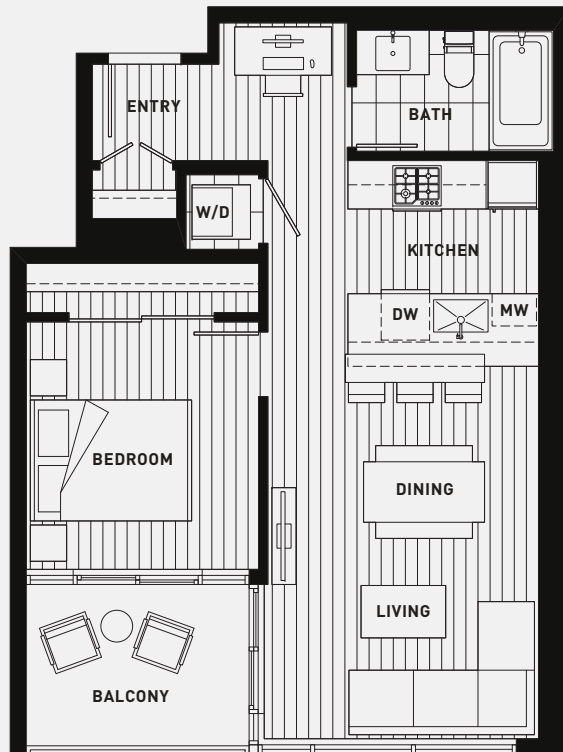 ENTRY
BATH
W/D
KITCHEN
DW
MW
BEDROOM
DINING
LIVING
BALCONY